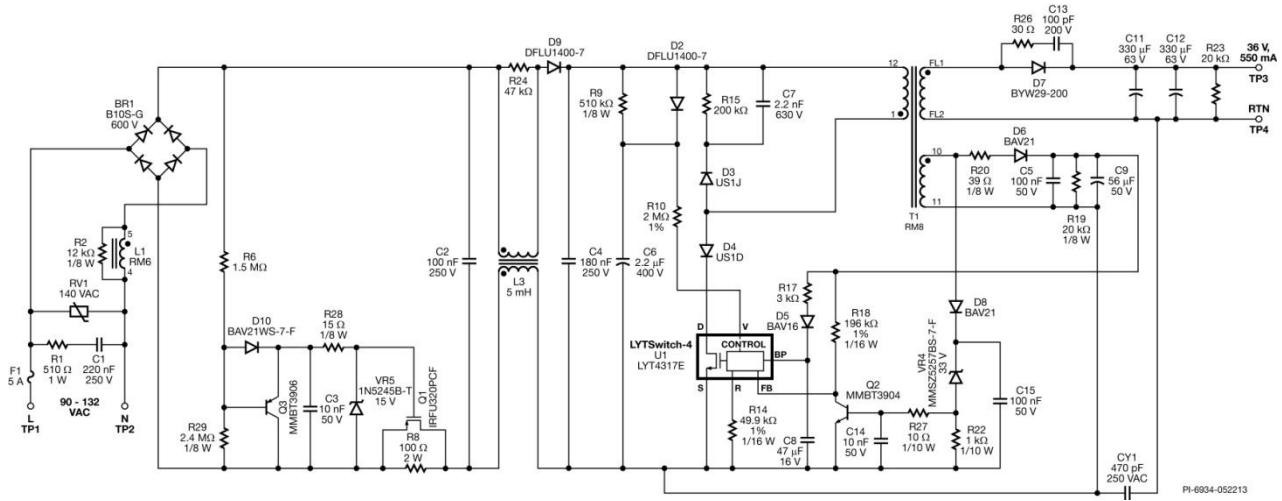 BR1
B10S-G
600 V
R2
12 kΩ
1/8 W
5
L1
RM6
4
RV1
140 VAC
R1
510 Ω
1 W
C1
220 nF
250 V
F1
5 A
90 - 132
VAC
L
TP1
N
TP2
R6
1.5 MΩ
D10
BAV21WS-7-F
R28
15 Ω
1/8 W
R29
2.4 MΩ
1/8 W
Q3
MMBT3906
C3
10 nF
50 V
VR5
1N5245B-T
15 V
Q1
IRFU320PCF
R8
100 Ω
2 W
C2
100 nF
250 V
R24
47 kΩ
D9
DFLU1400-7
L3
5 mH
C4
180 nF
250 V
R9
510 kΩ
1/8 W
C6
2.2 µF
400 V
D2
DFLU1400-7
R15
200 kΩ
C7
2.2 nF
630 V
D3
US1J
R10
2 MΩ
1%
D4
US1D
LYTSwitch-4
U1
LYT4317E
D
V
CONTROL
BP
S
R
FB
R14
49.9 kΩ
1%
1/16 W
R17
3 kΩ
D5
BAV16
C8
47 µF
16 V
R18
196 kΩ
1%
1/16 W
Q2
MMBT3904
C14
10 nF
50 V
R27
10 Ω
1/10 W
R22
1 kΩ
1/10 W
VR4
MMSZ5257BS-7-F
33 V
D8
BAV21
C15
100 nF
50 V
12
1
FL1
FL2
10
11
T1
RM8
R26
30 Ω
C13
100 pF
200 V
D7
BYW29-200
C11
330 µF
63 V
C12
330 µF
63 V
R23
20 kΩ
36 V,
550 mA
TP3
RTN
TP4
R20
39 Ω
1/8 W
D6
BAV21
C5
100 nF
50 V
R19
20 kΩ
1/8 W
C9
56 µF
50 V
CY1
470 pF
250 VAC
PI-6934-052213